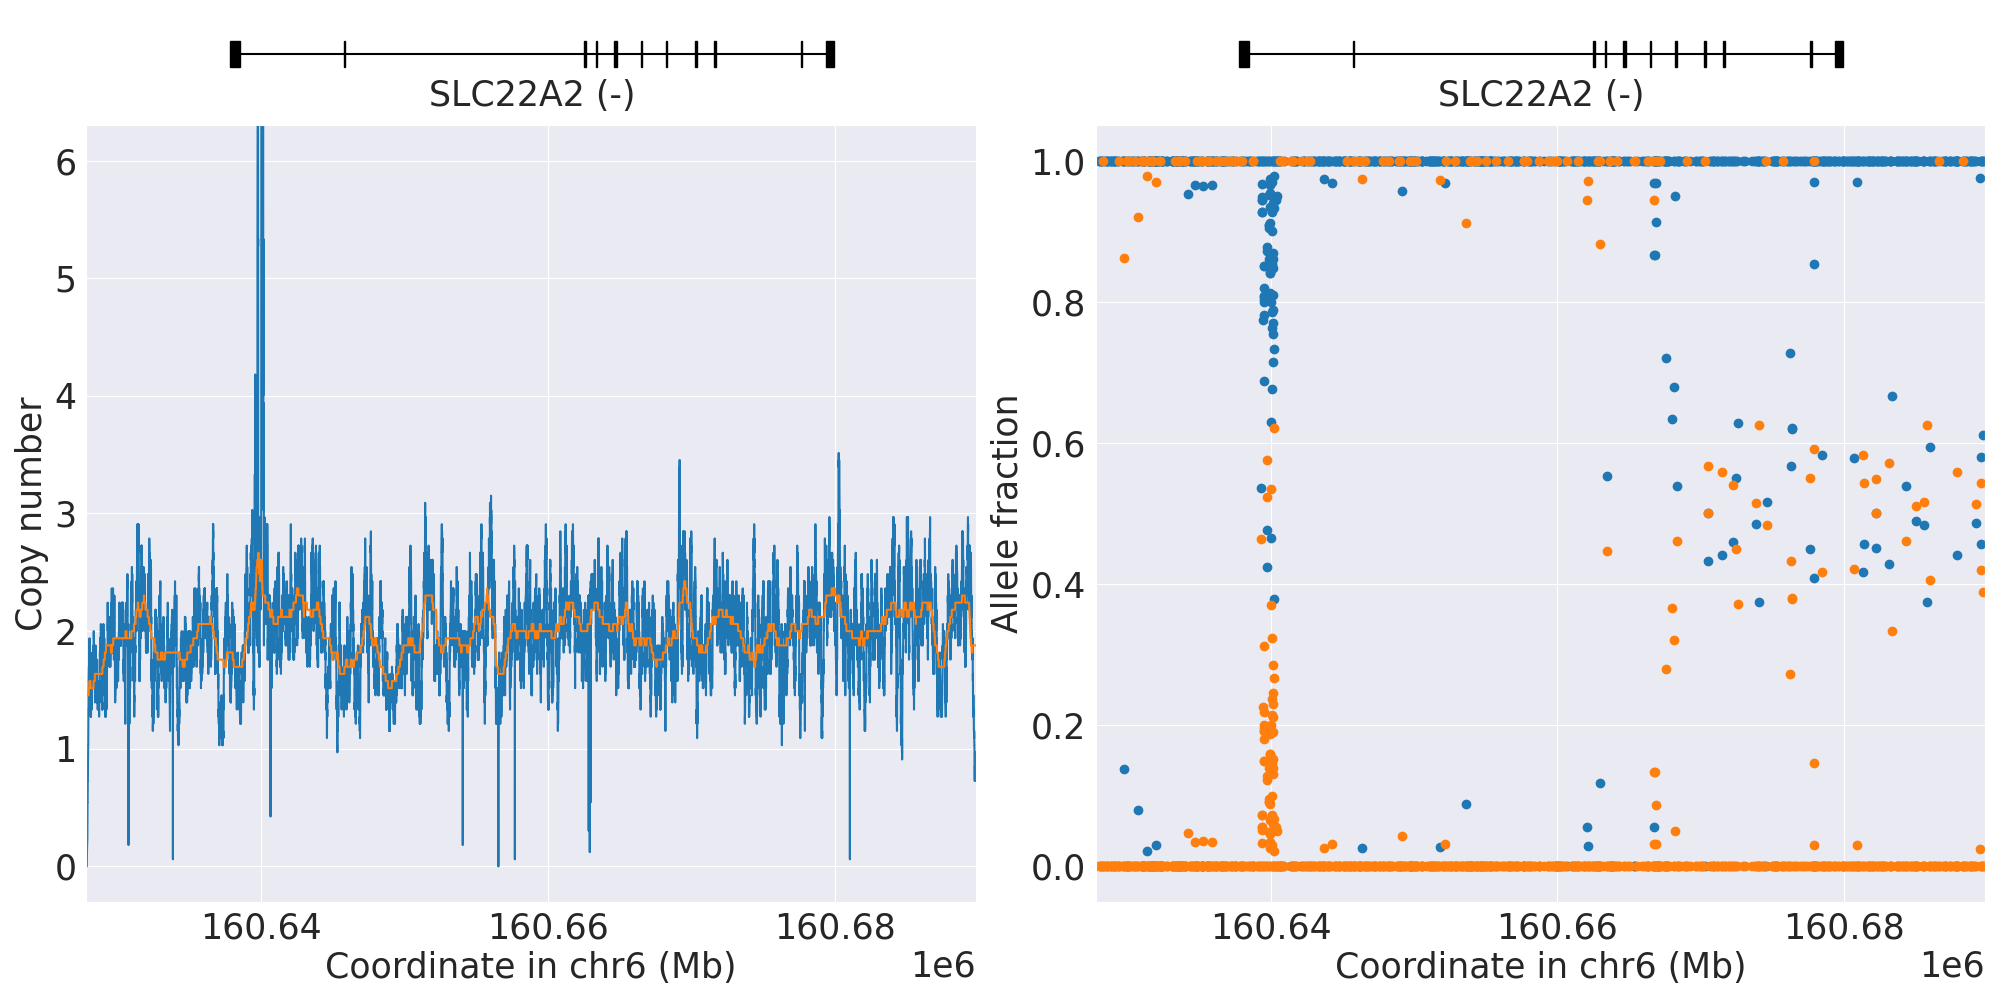 SLC22A2 (-)
6
5
4
3
2
1
0
Copy number
160.64
160.66
160.68
Coordinate in chr6 (Mb)
1e6
SLC22A2 (-)
1.0
0.8
0.6
0.4
0.2
0.0
Allele fraction
160.64
160.66
160.68
Coordinate in chr6 (Mb)
1e6